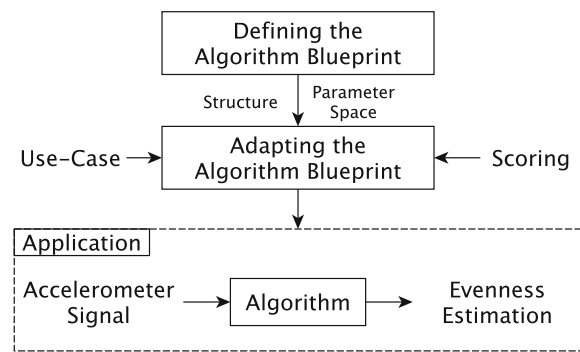 Defining the
Algorithm Blueprint
Structure
Parameter
Space
Use-Case
Adapting the
Algorithm Blueprint
Scoring
Application
Accelerometer
Signal
Algorithm
Evenness
Estimation